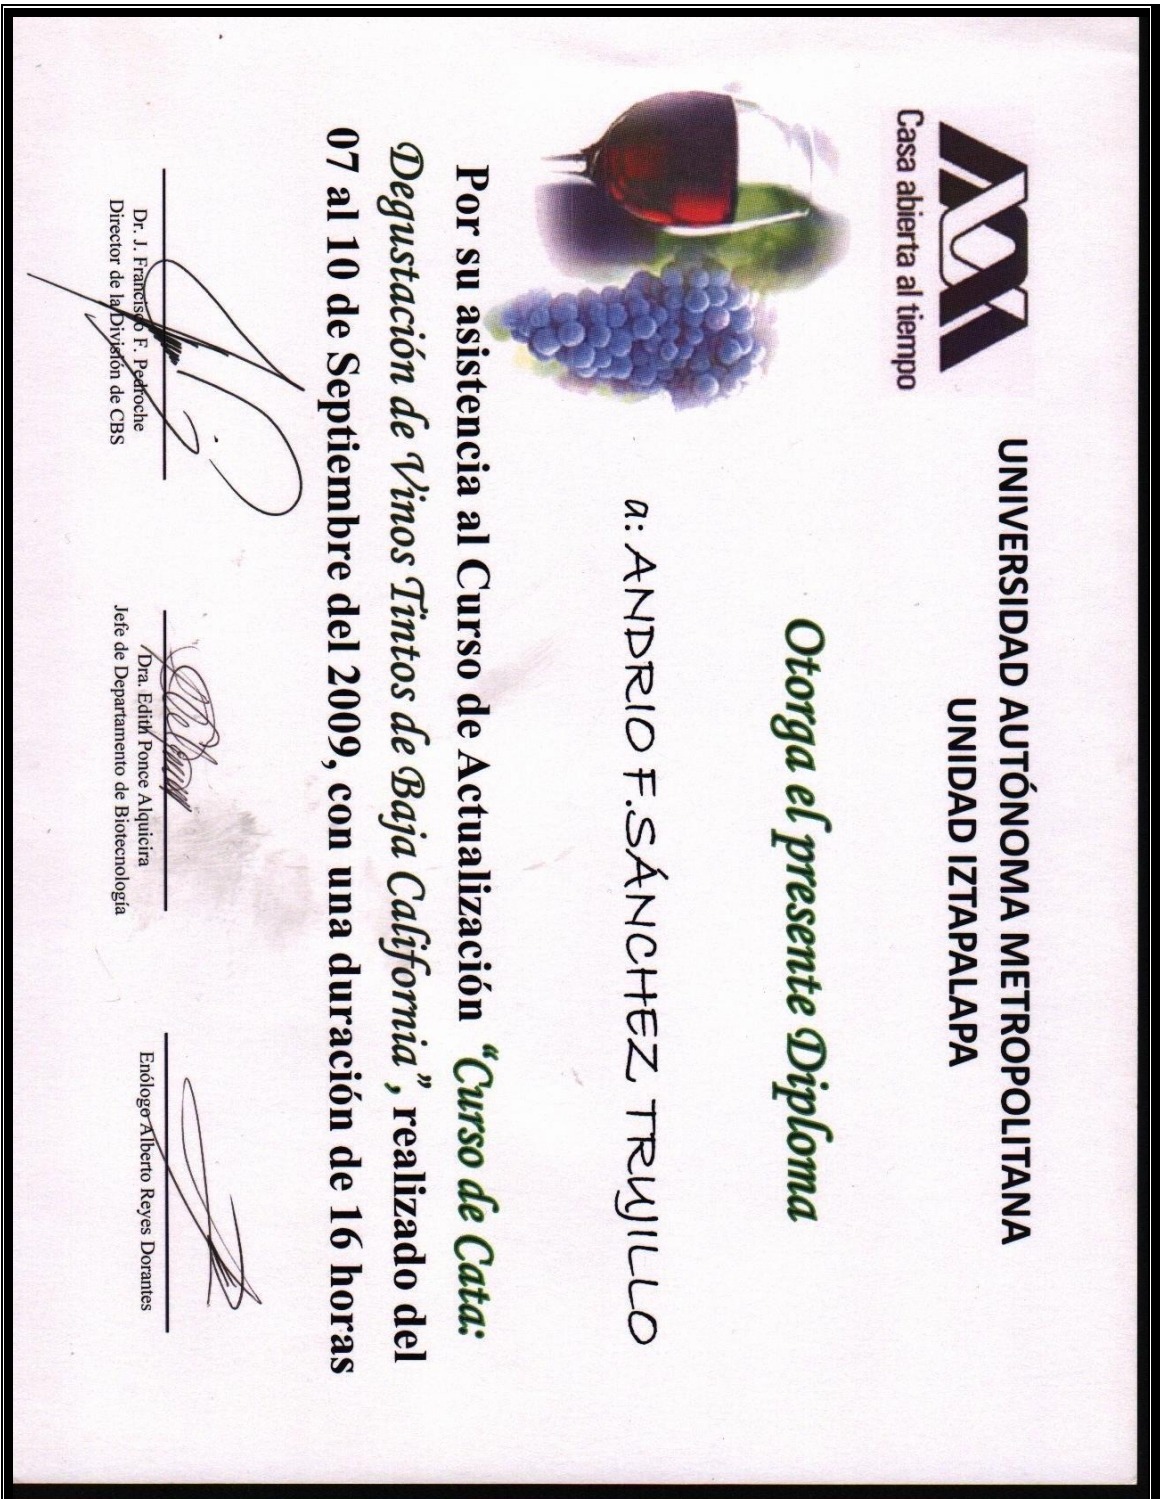 Casa abierta al tiempo
UNIVERSIDAD AUTÓNOMA METROPOLITANA
UNIDAD IZTAPALAPA
Otorga el presente Diploma
a: ANDRIO F. SÁNCHEZ TRUJILLO
Por su asistencia al Curso de Actualización “Curso de Cata:
Degustación de Vinos Tintos de Baja California”, realizado del
07 al 10 de Septiembre del 2009, con una duración de 16 horas
Dr. J. Francisco F. Pedroche
Director de la División de CBS
Dra. Edith Ponce Alquicira
Jefe de Departamento de Biotecnología
Enólogo Alberto Reyes Dorantes